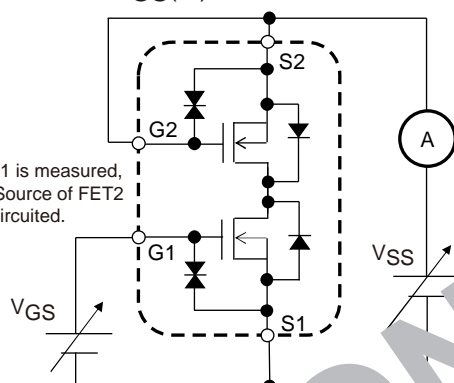 S2
G2
A
1 is measured,
Source of FET2
ircuited.
G1
VSS
VGS
S1